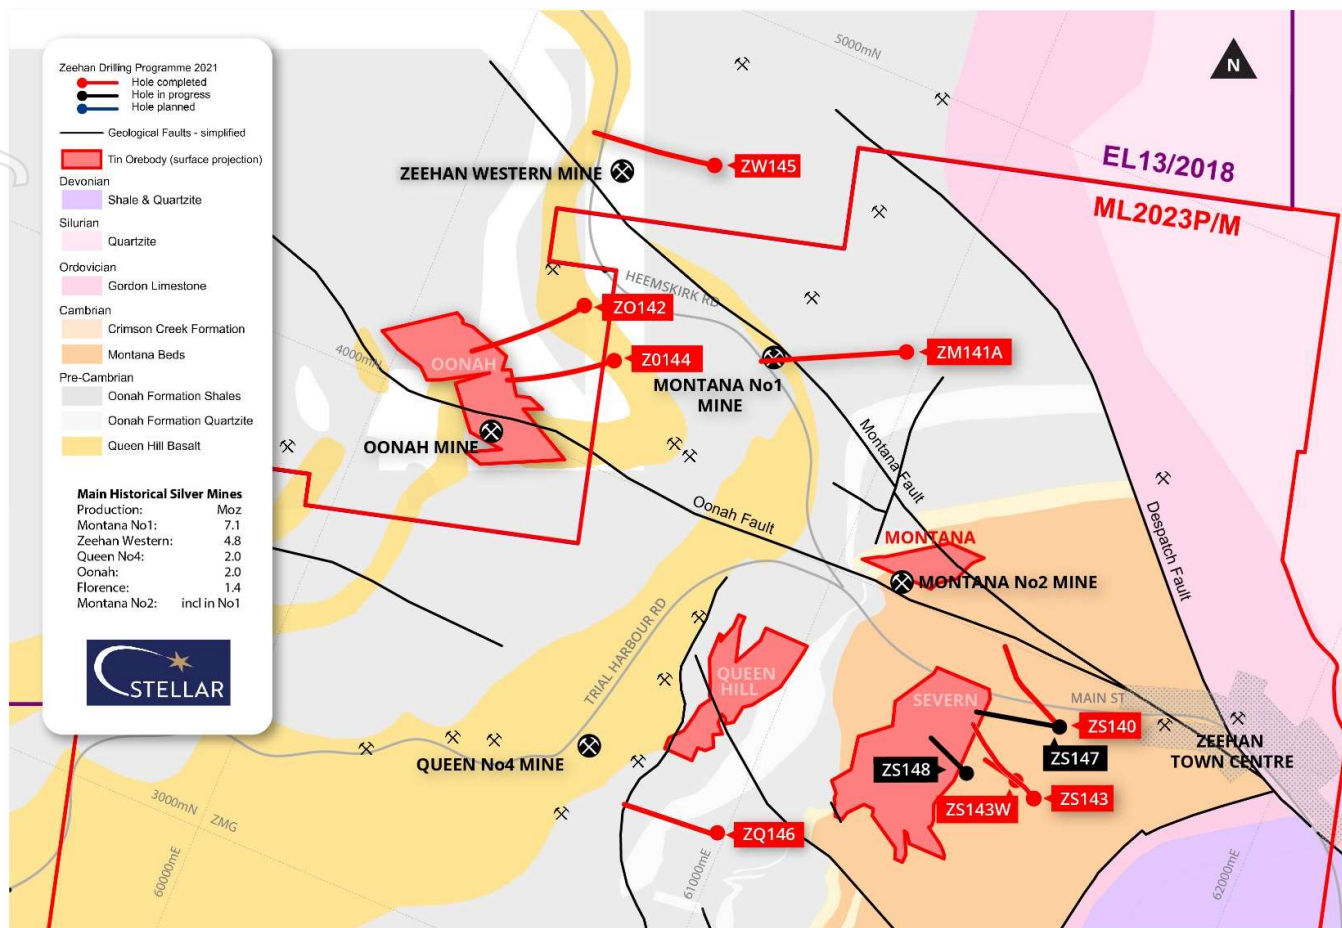 Zeehan Drilling Programme 2021
Hole completed
Hole in progress
Hole planned
Geological Faults - simplified
Tin Orebody (surface projection)
Devonian
Shale & Quartzite
Silurian
Quartzite
Ordovician
Gordon Limestone
Cambrian
Crimson Creek Formation
Montana Beds
Pre-Cambrian
Oonah Formation Shales
Oonah Formation Quartzite
Queen Hill Basalt
Main Historical Silver Mines
Production: Moz
Montana No1: 7.1
Zeehan Western: 4.8
Queen No4: 2.0
Oonah: 2.0
Florence: 1.4
Montana No2: incl in No1
STELLAR
5000mN
N
EL13/2018
ML2023P/M
ZEEHAN WESTERN MINE
ZW145
HEEMSKIRK RD
ZO142
4000mN
OONAH
Z0144
ZM141A
MONTANA No1
MINE
OONAH MINE
Montana Fault
Oonah Fault
Despatch Fault
MONTANA
MONTANA No2 MINE
TRIAL HARBOUR RD
QUEEN
HILL
SEVERN
MAIN ST
ZS140
ZS147
ZEEHAN
TOWN CENTRE
QUEEN No4 MINE
ZS148
ZS143W
ZS143
3000mN
ZMG
ZQ146
60000mE
61000mE
62000mE